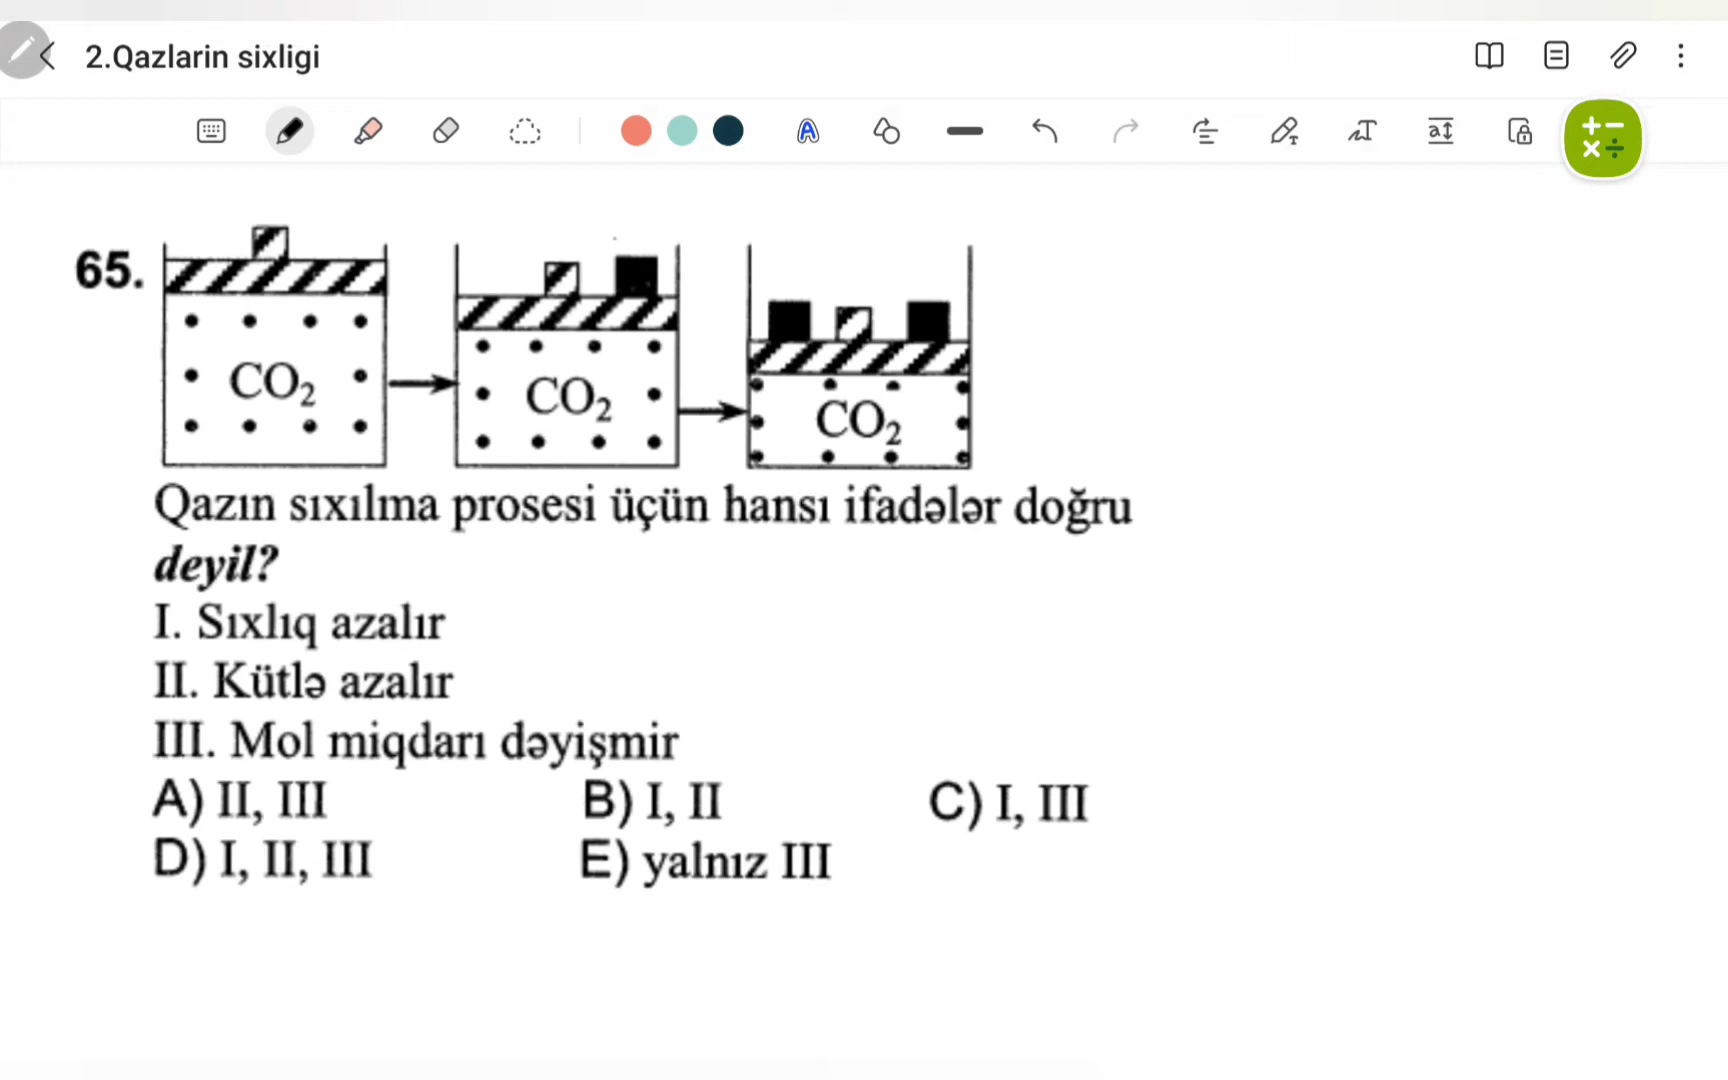 2.Qazlarin sixligi
65.
CO₂ CO₂ CO₂
Qazın sıxılma prosesi üçün hansı ifadələr doğru
deyil?
I. Sıxlıq azalır
II. Kütlə azalır
III. Mol miqdarı dəyişmir
A) II, III B) I, II C) I, III
D) I, II, III E) yalnız III